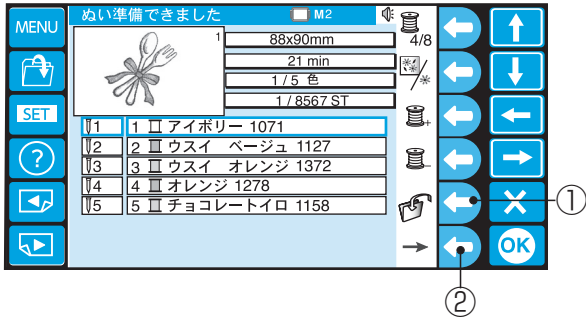 MENU
ぬい準備できました M2
1
88x90mm
4/8
21 min
1/5 色
1/8567 ST
SET
1 1 アイボリー 1071
2 2 ウスイ ベージュ 1127
3 3 ウスイ オレンジ 1372
4 4 オレンジ 1278
5 5 チョコレートイロ 1158
?
+
−
①
OK
②